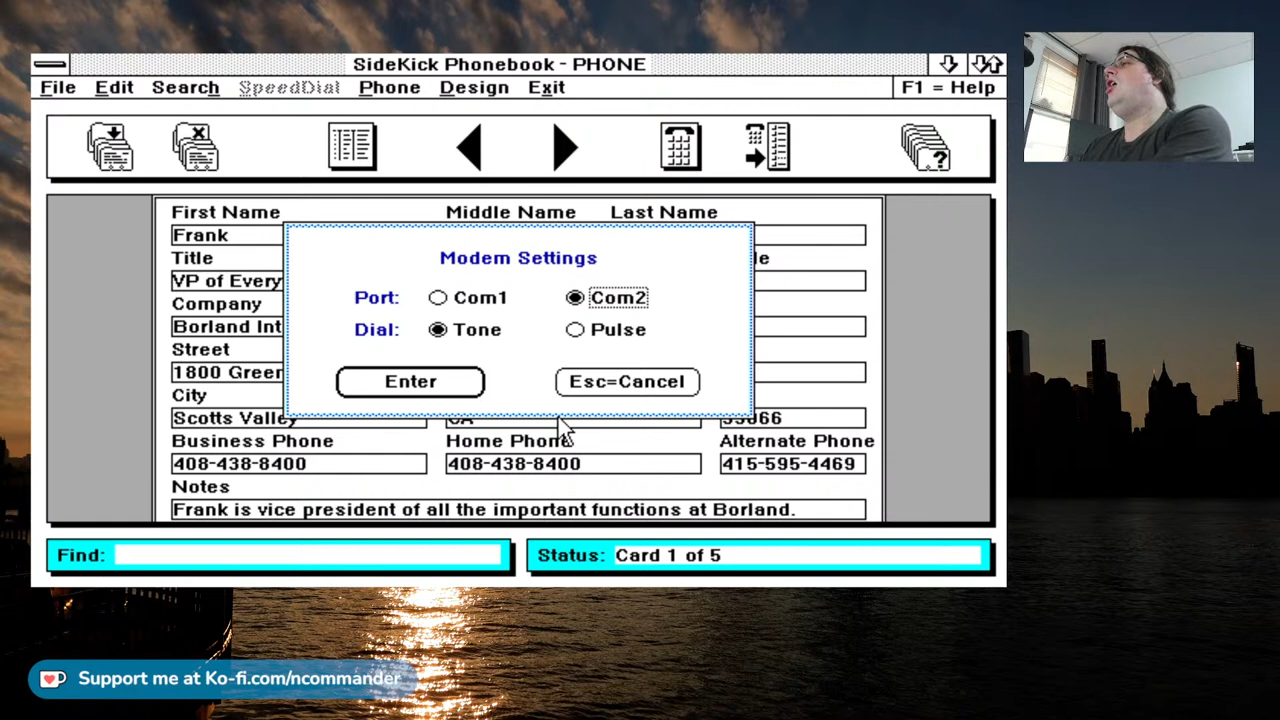 SideKick Phonebook - PHONE
File Edit Search SpeedDial Phone Design Exit F1 = Help
First Name Middle Name Last Name
Frank
Title
VP of Every
Company
Borland Int
Street
1800 Greer
City
Scotts Valley CA 95066
Modem Settings
Port: Com1 Com2
Dial: Tone Pulse
Enter Esc=Cancel
Business Phone Home Phone Alternate Phone
408-438-8400 408-438-8400 415-595-4469
Notes
Frank is vice president of all the important functions at Borland.
Find: Status: Card 1 of 5
Support me at Ko-fi.com/ncommander